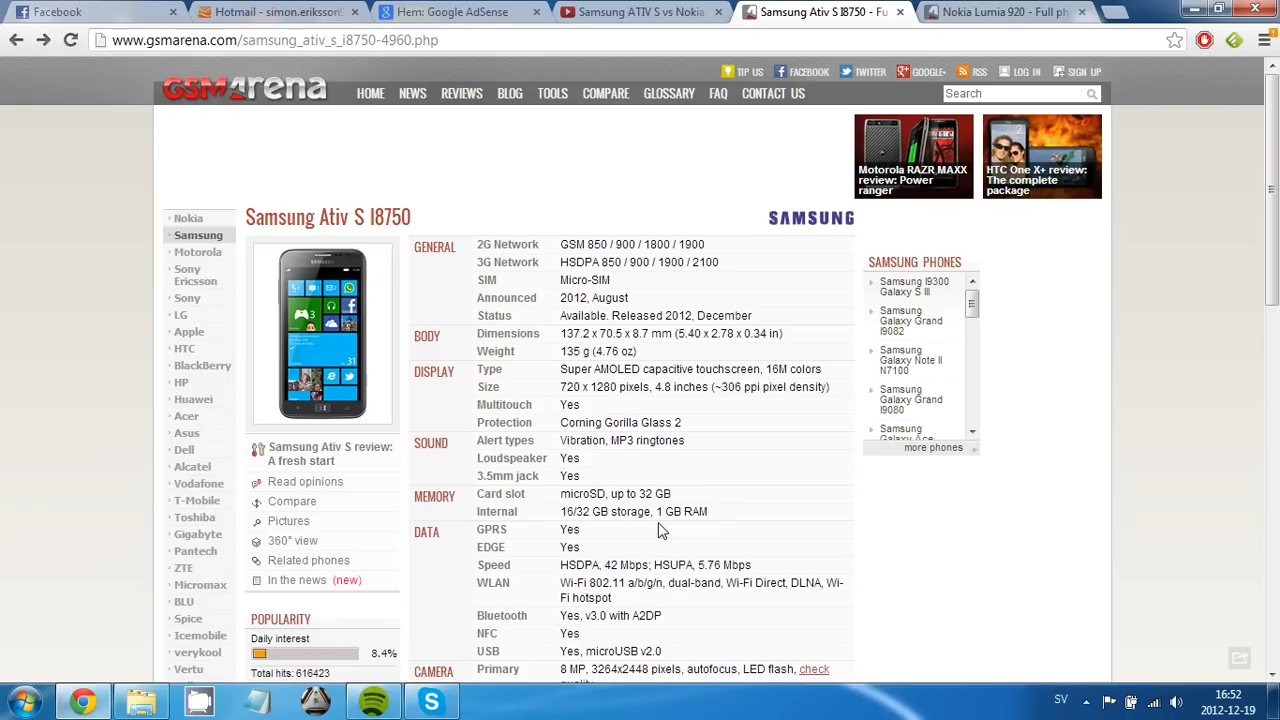 Facebook
Hotmail - simon.eriksson
Hem: Google AdSense
Samsung ATIV S vs Nokia
Samsung Ativ S I8750 - Fu
Nokia Lumia 920 - Full ph
www.gsmarena.com/samsung_ativ_s_i8750-4960.php
GSMArena
TIP US
FACEBOOK
TWITTER
GOOGLE+
RSS
LOG IN
SIGN UP
HOME
NEWS
REVIEWS
BLOG
TOOLS
COMPARE
GLOSSARY
FAQ
CONTACT US
Search
Motorola RAZR MAXX
review: Power
ranger
HTC One X+ review:
The complete
package
Nokia
Samsung
Motorola
Sony
Ericsson
Sony
LG
Apple
HTC
BlackBerry
HP
Huawei
Acer
Asus
Dell
Alcatel
Vodafone
T-Mobile
Toshiba
Gigabyte
Pantech
ZTE
Micromax
BLU
Spice
Icemobile
verykool
Vertu
Samsung Ativ S I8750
SAMSUNG
Samsung Ativ S review:
A fresh start
Read opinions
Compare
Pictures
360° view
Related phones
In the news (new)
POPULARITY
Daily interest
8.4%
Total hits: 616423
GENERAL
2G Network GSM 850 / 900 / 1800 / 1900
3G Network HSDPA 850 / 900 / 1900 / 2100
SIM Micro-SIM
Announced 2012, August
Status Available. Released 2012, December
BODY
Dimensions 137.2 x 70.5 x 8.7 mm (5.40 x 2.78 x 0.34 in)
Weight 135 g (4.76 oz)
DISPLAY
Type Super AMOLED capacitive touchscreen, 16M colors
Size 720 x 1280 pixels, 4.8 inches (~306 ppi pixel density)
Multitouch Yes
Protection Corning Gorilla Glass 2
SOUND
Alert types Vibration, MP3 ringtones
Loudspeaker Yes
3.5mm jack Yes
MEMORY
Card slot microSD, up to 32 GB
Internal 16/32 GB storage, 1 GB RAM
DATA
GPRS Yes
EDGE Yes
Speed HSDPA, 42 Mbps; HSUPA, 5.76 Mbps
WLAN Wi-Fi 802.11 a/b/g/n, dual-band, Wi-Fi Direct, DLNA, Wi-
Fi hotspot
Bluetooth Yes, v3.0 with A2DP
NFC Yes
USB Yes, microUSB v2.0
CAMERA
Primary 8 MP, 3264x2448 pixels, autofocus, LED flash, check
SAMSUNG PHONES
Samsung I9300
Galaxy S III
Samsung
Galaxy Grand
I9082
Samsung
Galaxy Note II
N7100
Samsung
Galaxy Grand
I9080
Samsung
Galaxy Ace
more phones
SV
16:52
2012-12-19